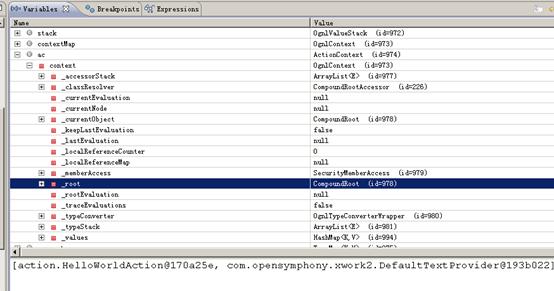 Variables Breakpoints Expressions
Name Value
stack OgnlValueStack (id=972)
contextMap OgnlContext (id=973)
ac ActionContext (id=974)
context OgnlContext (id=973)
_accessorStack ArrayList<E> (id=977)
_classResolver CompoundRootAccessor (id=226)
_currentEvaluation null
_currentNode null
_currentObject CompoundRoot (id=978)
_keepLastEvaluation false
_lastEvaluation null
_localReferenceCounter 0
_localReferenceMap null
_memberAccess SecurityMemberAccess (id=979)
_root CompoundRoot (id=978)
_rootEvaluation null
_traceEvaluations false
_typeConverter OgnlTypeConverterWrapper (id=980)
_typeStack ArrayList<E> (id=981)
_values HashMap<K,V> (id=994)
[action.HelloWorldAction@170a25e, com.opensymphony.xwork2.DefaultTextProvider@193b022]